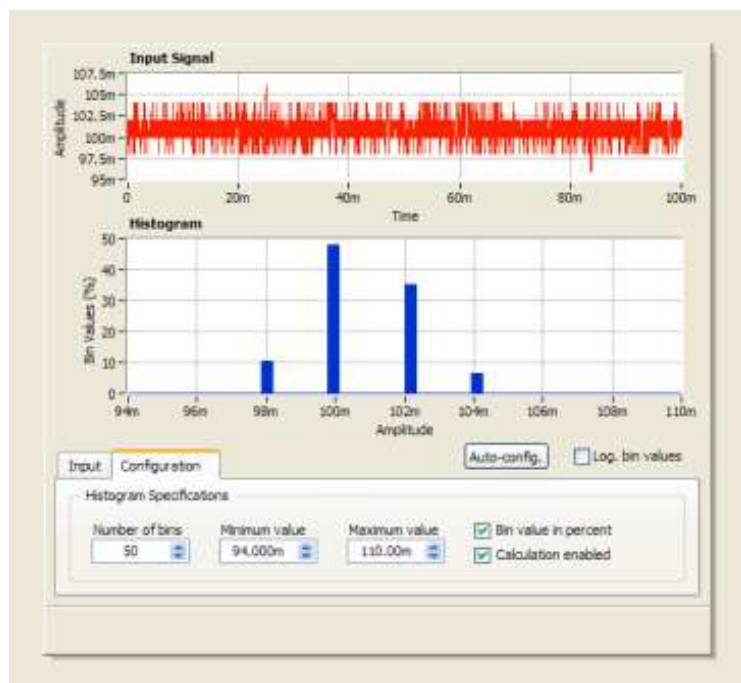 Input Signal
107.5m
105m
102.5m
100m
97.5m
95m
Amplitude
0 20m 40m 60m 80m 100m
Time
Histogram
50
40
30
20
10
0
Bin Values (%)
94m 96m 98m 100m 102m 104m 106m 108m 110m
Amplitude
Auto-config. Log. bin values
Input Configuration
Histogram Specifications
Number of bins Minimum value Maximum value Bin value in percent
50 94.000m 110.00m Calculation enabled